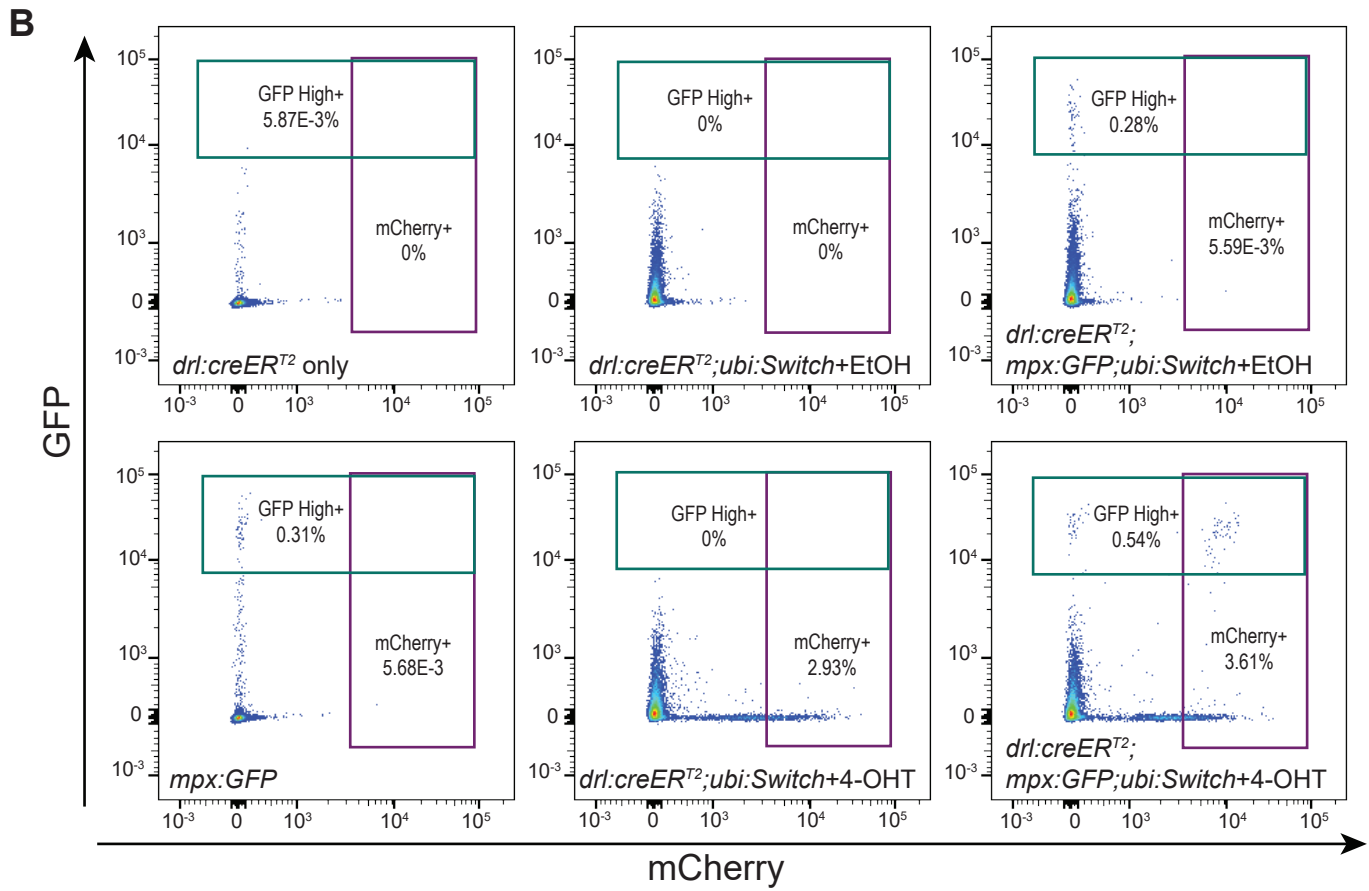 B
GFP
10⁵
10⁴
10³
0
10⁻³
GFP High+
5.87E-3%
mCherry+
0%
drl:creERᵀ² only
10⁻³ 0 10³ 10⁴ 10⁵
10⁵
10⁴
10³
0
10⁻³
GFP High+
0%
mCherry+
0%
drl:creERᵀ²;ubi:Switch+EtOH
10⁻³ 0 10³ 10⁴ 10⁵
10⁵
10⁴
10³
0
10⁻³
GFP High+
0.28%
mCherry+
5.59E-3%
drl:creERᵀ²;
mpx:GFP;ubi:Switch+EtOH
10⁻³ 0 10³ 10⁴ 10⁵
10⁵
10⁴
10³
0
10⁻³
GFP High+
0.31%
mCherry+
5.68E-3
mpx:GFP
10⁻³ 0 10³ 10⁴ 10⁵
10⁵
10⁴
10³
0
10⁻³
GFP High+
0%
mCherry+
2.93%
drl:creERᵀ²;ubi:Switch+4-OHT
10⁻³ 0 10³ 10⁴ 10⁵
10⁵
10⁴
10³
0
10⁻³
GFP High+
0.54%
mCherry+
3.61%
drl:creERᵀ²;
mpx:GFP;ubi:Switch+4-OHT
10⁻³ 0 10³ 10⁴ 10⁵
mCherry